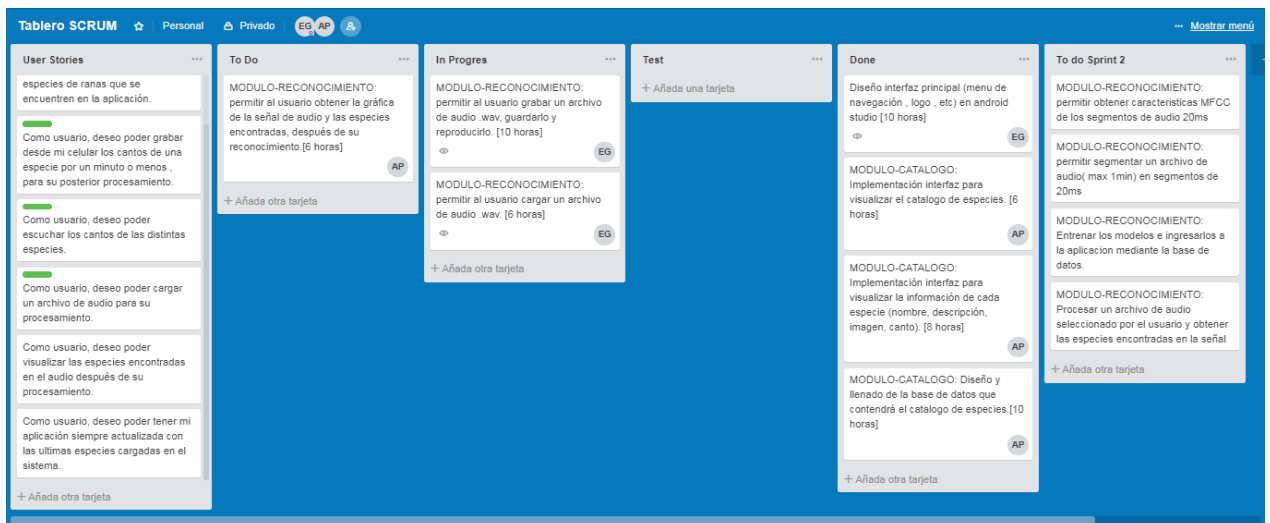 Tablero SCRUM
Personal
Privado
EG AP
Mostrar menú
User Stories
especies de ranas que se
encuentren en la aplicación.
Como usuario, deseo poder grabar
desde mi celular los cantos de una
especie por un minuto o menos ,
para su posterior procesamiento.
Como usuario, deseo poder
escuchar los cantos de las distintas
especies.
Como usuario, deseo poder cargar
un archivo de audio para su
procesamiento.
Como usuario, deseo poder
visualizar las especies encontradas
en el audio después de su
procesamiento.
Como usuario, deseo poder tener mi
aplicación siempre actualizada con
las ultimas especies cargadas en el
sistema.
+ Añada otra tarjeta
To Do
MODULO-RECONOCIMIENTO:
permitir al usuario obtener la gráfica
de la señal de audio y las especies
encontradas, después de su
reconocimiento.[6 horas]
AP
+ Añada otra tarjeta
In Progres
MODULO-RECONOCIMIENTO:
permitir al usuario grabar un archivo
de audio .wav, guardarlo y
reproducirlo. [10 horas]
EG
MODULO-RECONOCIMIENTO:
permitir al usuario cargar un archivo
de audio .wav. [6 horas]
EG
+ Añada otra tarjeta
Test
+ Añada una tarjeta
Done
Diseño interfaz principal (menu de
navegación , logo , etc) en android
studio [10 horas]
EG
MODULO-CATALOGO:
Implementación interfaz para
visualizar el catalogo de especies. [6
horas]
AP
MODULO-CATALOGO:
Implementación interfaz para
visualizar la información de cada
especie (nombre, descripción,
imagen, canto). [8 horas]
AP
MODULO-CATALOGO: Diseño y
llenado de la base de datos que
contendrá el catalogo de especies.[10
horas]
AP
+ Añada otra tarjeta
To do Sprint 2
MODULO-RECONOCIMIENTO:
permitir obtener caracteristicas MFCC
de los segmentos de audio 20ms
MODULO-RECONOCIMIENTO:
permitir segmentar un archivo de
audio( max 1min) en segmentos de
20ms
MODULO-RECONOCIMIENTO:
Entrenar los modelos e ingresarlos a
la aplicacion mediante la base de
datos.
MODULO-RECONOCIMIENTO:
Procesar un archivo de audio
seleccionado por el usuario y obtener
las especies encontradas en la señal
+ Añada otra tarjeta